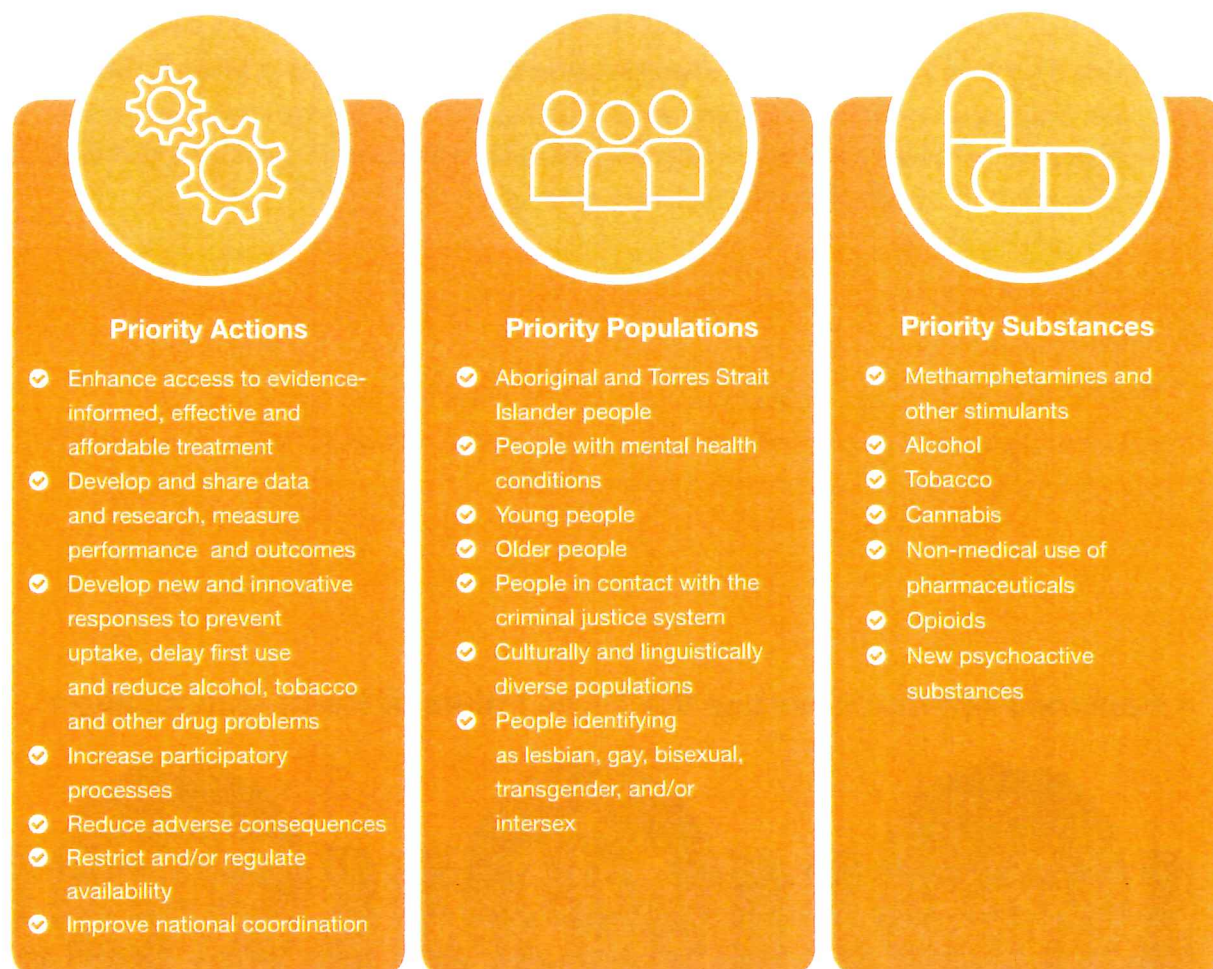 Priority Actions
Enhance access to evidence-
informed, effective and
affordable treatment
Develop and share data
and research, measure
performance and outcomes
Develop new and innovative
responses to prevent
uptake, delay first use
and reduce alcohol, tobacco
and other drug problems
Increase participatory
processes
Reduce adverse consequences
Restrict and/or regulate
availability
Improve national coordination
Priority Populations
Aboriginal and Torres Strait
Islander people
People with mental health
conditions
Young people
Older people
People in contact with the
criminal justice system
Culturally and linguistically
diverse populations
People identifying
as lesbian, gay, bisexual,
transgender, and/or
intersex
Priority Substances
Methamphetamines and
other stimulants
Alcohol
Tobacco
Cannabis
Non-medical use of
pharmaceuticals
Opioids
New psychoactive
substances